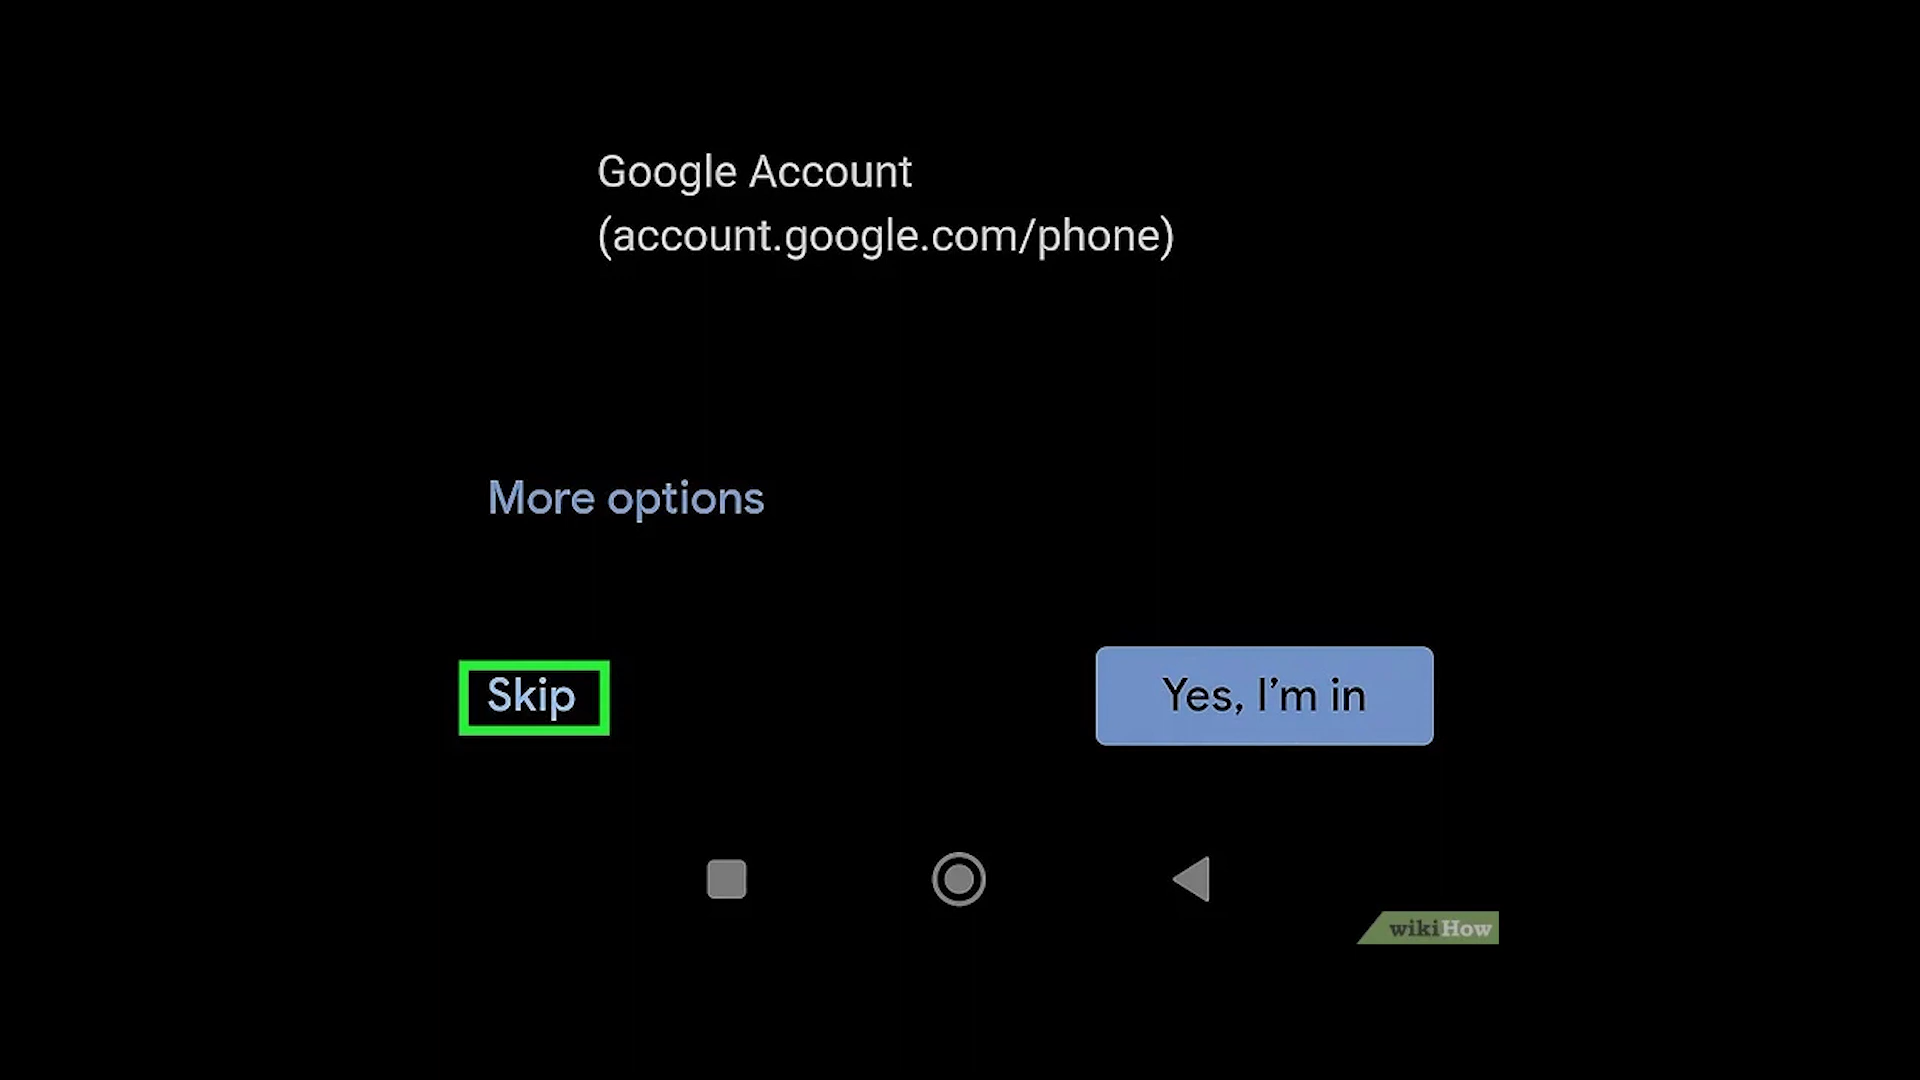 Google Account
(account.google.com/phone)
More options
Skip
Yes, I'm in
wikiHow